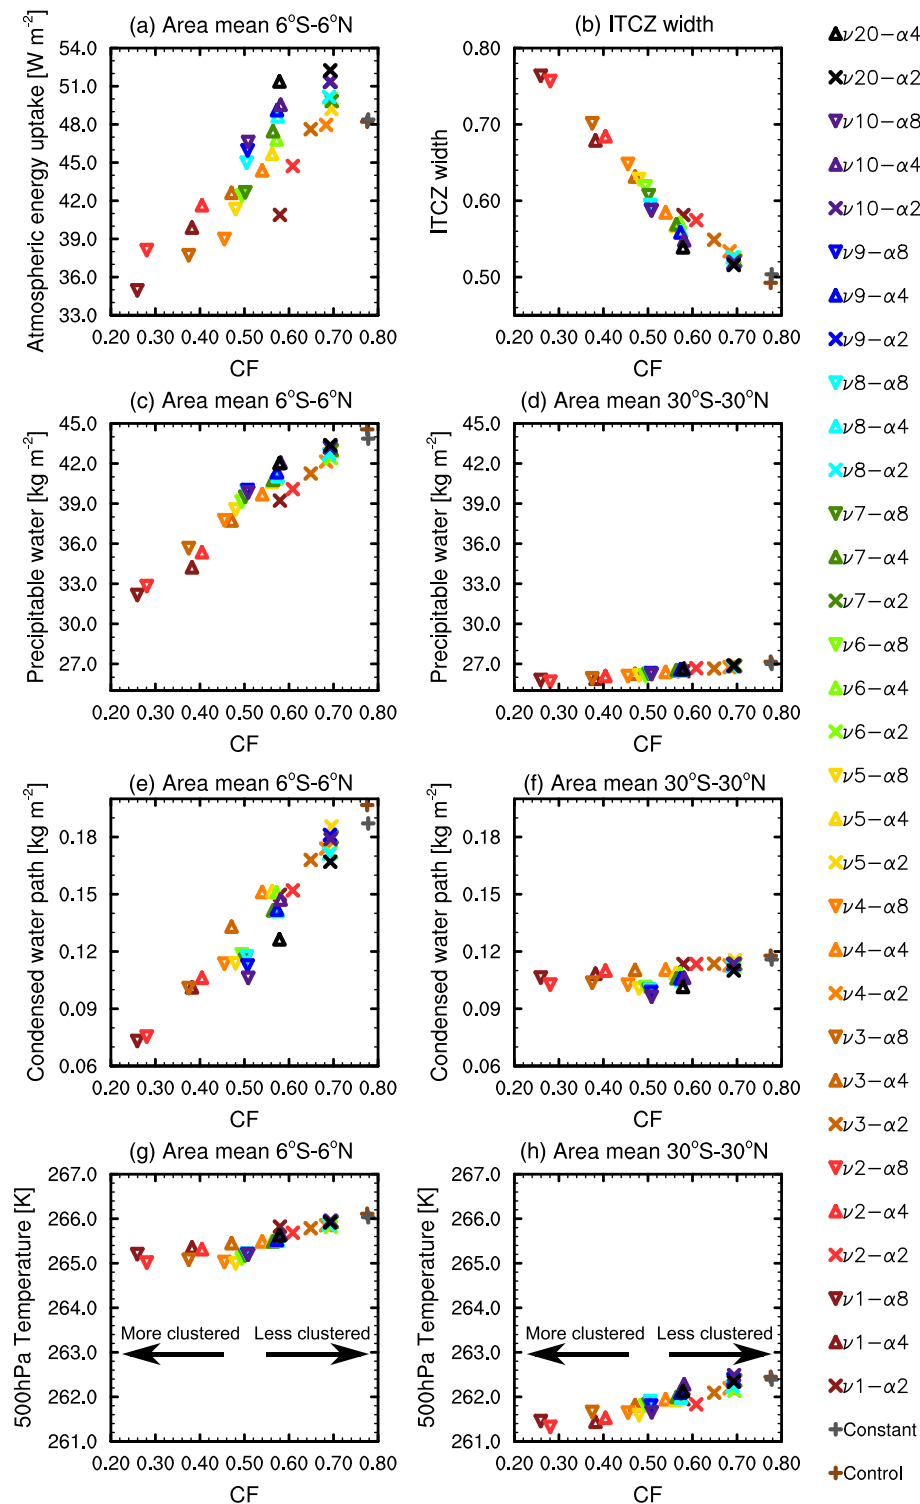 (a) Area mean 6°S-6°N
Atmospheric energy uptake [W m⁻²]
54.0
51.0
48.0
45.0
42.0
39.0
36.0
33.0
0.20 0.30 0.40 0.50 0.60 0.70 0.80
CF
(b) ITCZ width
ITCZ width
0.80
0.70
0.60
0.50
0.20 0.30 0.40 0.50 0.60 0.70 0.80
CF
(c) Area mean 6°S-6°N
Precipitable water [kg m⁻²]
45.0
42.0
39.0
36.0
33.0
30.0
27.0
0.20 0.30 0.40 0.50 0.60 0.70 0.80
CF
(d) Area mean 30°S-30°N
Precipitable water [kg m⁻²]
45.0
42.0
39.0
36.0
33.0
30.0
27.0
0.20 0.30 0.40 0.50 0.60 0.70 0.80
CF
(e) Area mean 6°S-6°N
Condensed water path [kg m⁻²]
0.18
0.15
0.12
0.09
0.06
0.20 0.30 0.40 0.50 0.60 0.70 0.80
CF
(f) Area mean 30°S-30°N
Condensed water path [kg m⁻²]
0.18
0.15
0.12
0.09
0.06
0.20 0.30 0.40 0.50 0.60 0.70 0.80
CF
(g) Area mean 6°S-6°N
500hPa Temperature [K]
267.0
266.0
265.0
264.0
263.0
262.0
261.0
More clustered Less clustered
0.20 0.30 0.40 0.50 0.60 0.70 0.80
CF
(h) Area mean 30°S-30°N
500hPa Temperature [K]
267.0
266.0
265.0
264.0
263.0
262.0
261.0
More clustered Less clustered
0.20 0.30 0.40 0.50 0.60 0.70 0.80
CF
ν20−α4
ν20−α2
ν10−α8
ν10−α4
ν10−α2
ν9−α8
ν9−α4
ν9−α2
ν8−α8
ν8−α4
ν8−α2
ν7−α8
ν7−α4
ν7−α2
ν6−α8
ν6−α4
ν6−α2
ν5−α8
ν5−α4
ν5−α2
ν4−α8
ν4−α4
ν4−α2
ν3−α8
ν3−α4
ν3−α2
ν2−α8
ν2−α4
ν2−α2
ν1−α8
ν1−α4
ν1−α2
Constant
Control